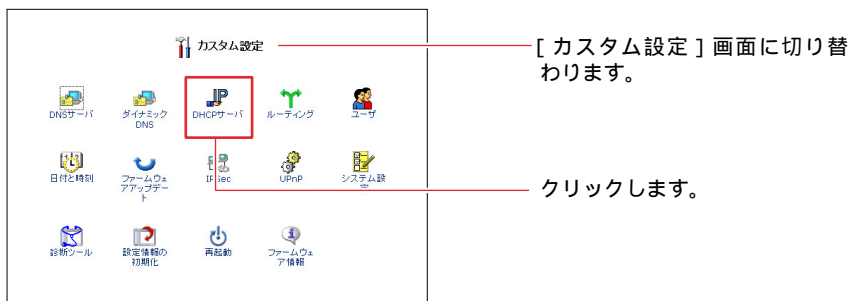 カスタム設定
[カスタム設定]画面に切り替
わります。
DNSサーバ
ダイナミック
DNS
IP
DHCPサーバ
ルーティング
ユーザ
日付と時刻
ファームウェ
アアップデー
ト
IPSec
UPnP
システム設
定
クリックします。
診断ツール
設定情報の
初期化
再起動
ファームウェ
ア情報